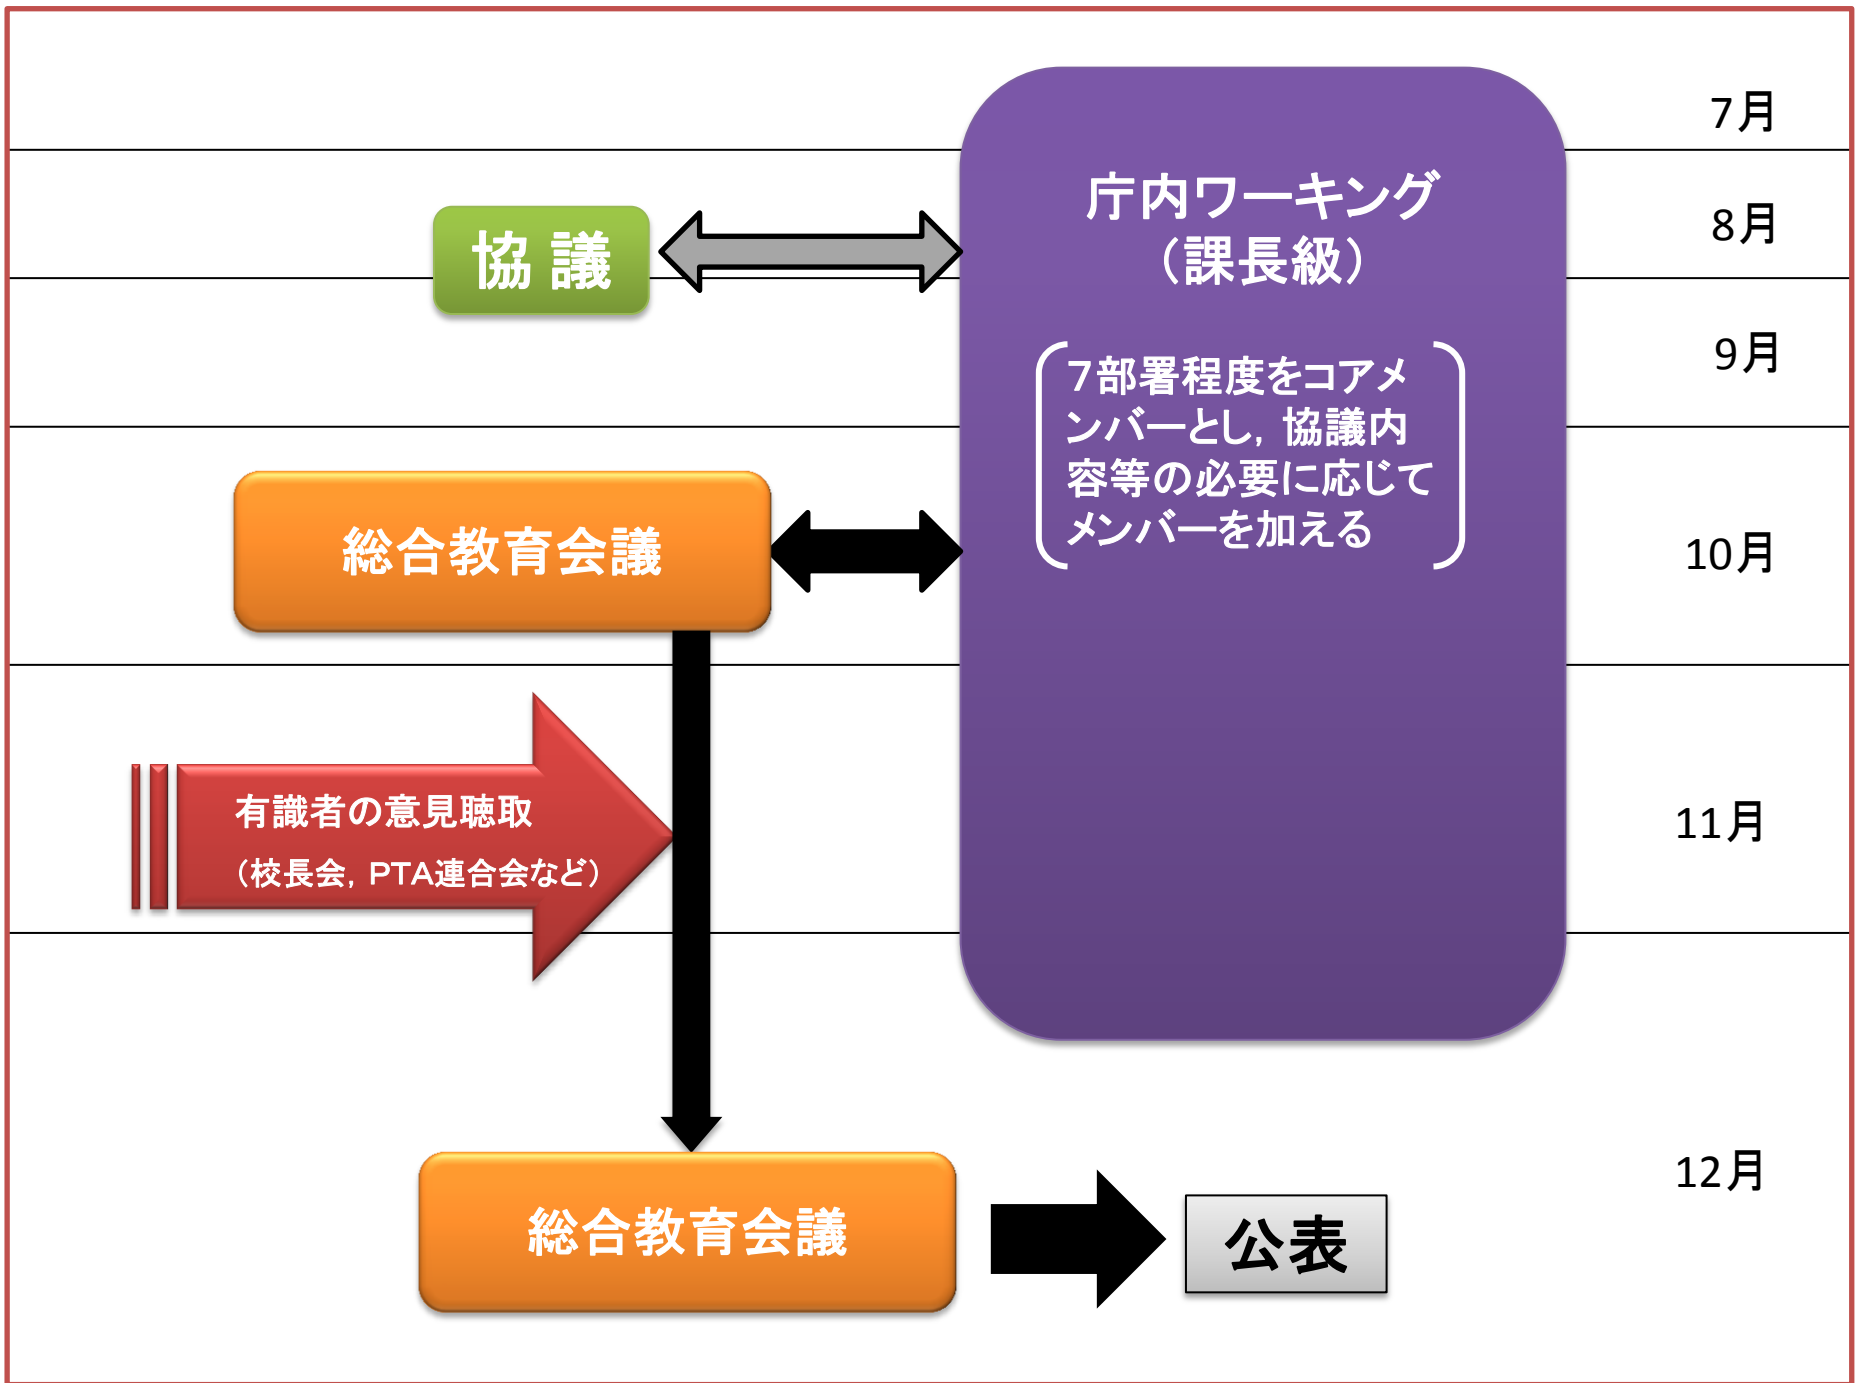 7月
庁内ワーキング
（課長級）
8月
協 議
9月
７部署程度をコアメ
ンバーとし，協議内
容等の必要に応じて
メンバーを加える
総合教育会議
10月
有識者の意見聴取
（校長会，ＰＴＡ連合会など）
11月
12月
総合教育会議
公表